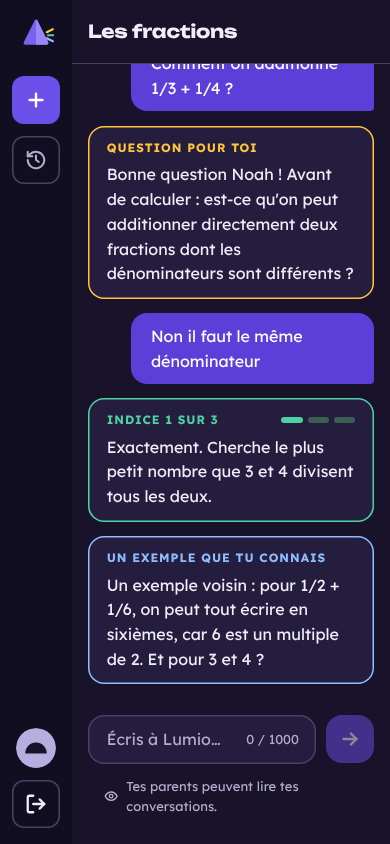 Les fractions
Comment on additionne
1/3 + 1/4 ?
QUESTION POUR TOI
Bonne question Noah ! Avant
de calculer : est-ce qu'on peut
additionner directement deux
fractions dont les
dénominateurs sont différents ?
Non il faut le même
dénominateur
INDICE 1 SUR 3
Exactement. Cherche le plus
petit nombre que 3 et 4 divisent
tous les deux.
UN EXEMPLE QUE TU CONNAIS
Un exemple voisin : pour 1/2 +
1/6, on peut tout écrire en
sixièmes, car 6 est un multiple
de 2. Et pour 3 et 4 ?
Écris à Lumio... 0 / 1000
Tes parents peuvent lire tes
conversations.